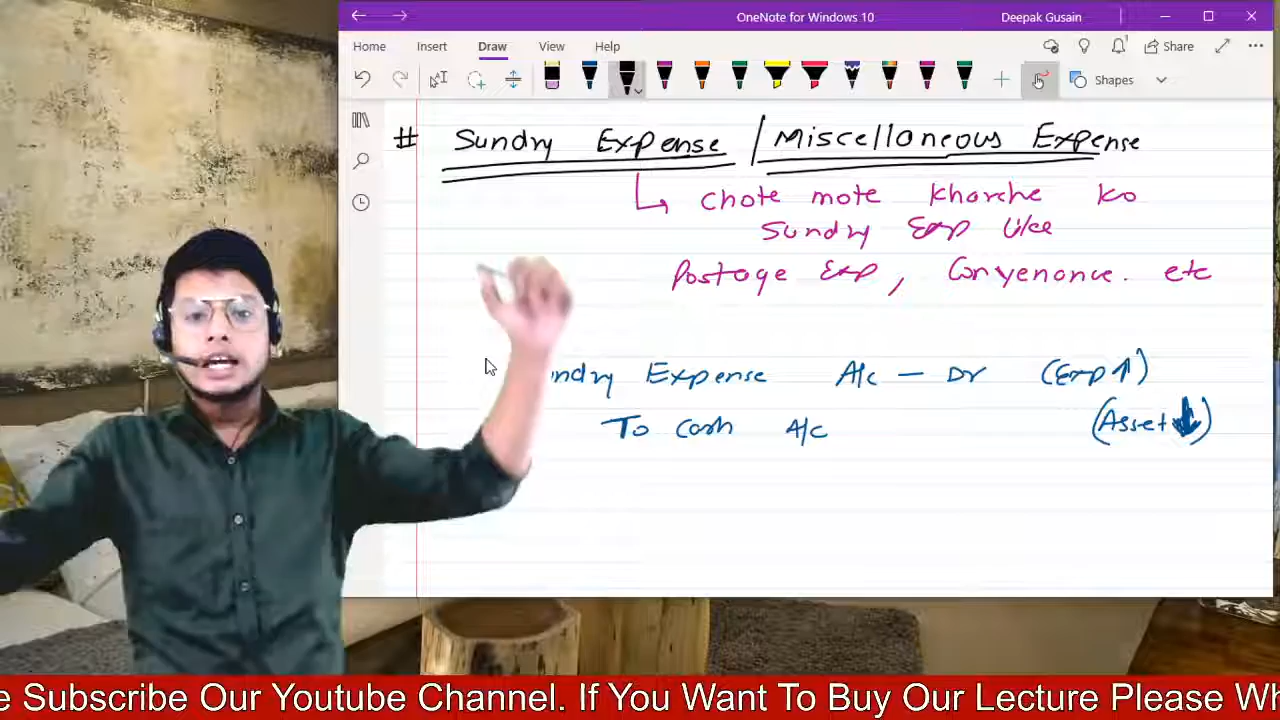 OneNote for Windows 10
Deepak Gusain
Home Insert Draw View Help
Share
Shapes
# Sundry Expense / Miscellaneous Expense
Chote mote Kharche Ko
Sundry Exp like
Postage Exp, Conveyenance. etc
ndry Expense A/c — Dr (Exp↑)
To Cash A/c (Asset↓)
e Subscribe Our Youtube Channel. If You Want To Buy Our Lecture Please Wh